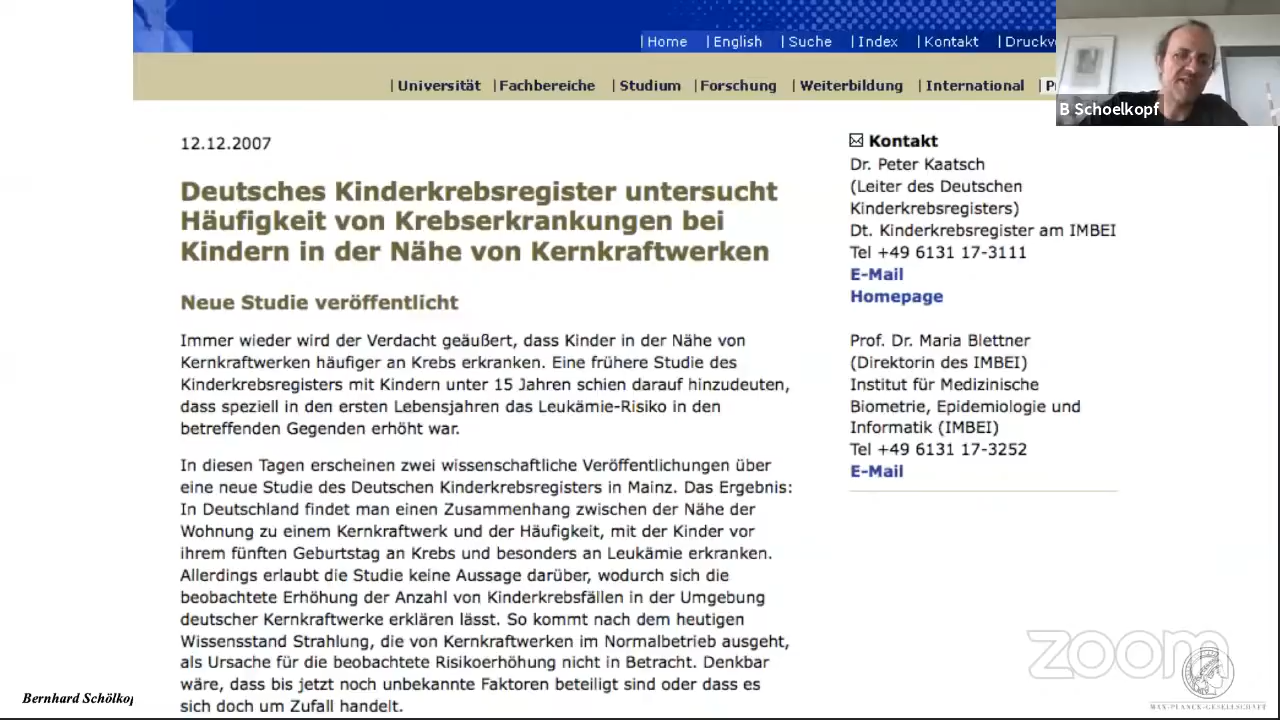 | Home | English | Suche | Index | Kontakt | Druckv
B Schoelkopf
| Universität | Fachbereiche | Studium | Forschung | Weiterbildung | International | P
12.12.2007
Deutsches Kinderkrebsregister untersucht
Häufigkeit von Krebserkrankungen bei
Kindern in der Nähe von Kernkraftwerken
Neue Studie veröffentlicht
Immer wieder wird der Verdacht geäußert, dass Kinder in der Nähe von
Kernkraftwerken häufiger an Krebs erkranken. Eine frühere Studie des
Kinderkrebsregisters mit Kindern unter 15 Jahren schien darauf hinzudeuten,
dass speziell in den ersten Lebensjahren das Leukämie-Risiko in den
betreffenden Gegenden erhöht war.
In diesen Tagen erscheinen zwei wissenschaftliche Veröffentlichungen über
eine neue Studie des Deutschen Kinderkrebsregisters in Mainz. Das Ergebnis:
In Deutschland findet man einen Zusammenhang zwischen der Nähe der
Wohnung zu einem Kernkraftwerk und der Häufigkeit, mit der Kinder vor
ihrem fünften Geburtstag an Krebs und besonders an Leukämie erkranken.
Allerdings erlaubt die Studie keine Aussage darüber, wodurch sich die
beobachtete Erhöhung der Anzahl von Kinderkrebsfällen in der Umgebung
deutscher Kernkraftwerke erklären lässt. So kommt nach dem heutigen
Wissensstand Strahlung, die von Kernkraftwerken im Normalbetrieb ausgeht,
als Ursache für die beobachtete Risikoerhöhung nicht in Betracht. Denkbar
wäre, dass bis jetzt noch unbekannte Faktoren beteiligt sind oder dass es
sich doch um Zufall handelt.
Kontakt
Dr. Peter Kaatsch
(Leiter des Deutschen
Kinderkrebsregisters)
Dt. Kinderkrebsregister am IMBEI
Tel +49 6131 17-3111
E-Mail
Homepage
Prof. Dr. Maria Blettner
(Direktorin des IMBEI)
Institut für Medizinische
Biometrie, Epidemiologie und
Informatik (IMBEI)
Tel +49 6131 17-3252
E-Mail
zoom
MAX-PLANCK-GESELLSCHAFT
Bernhard Schölkop